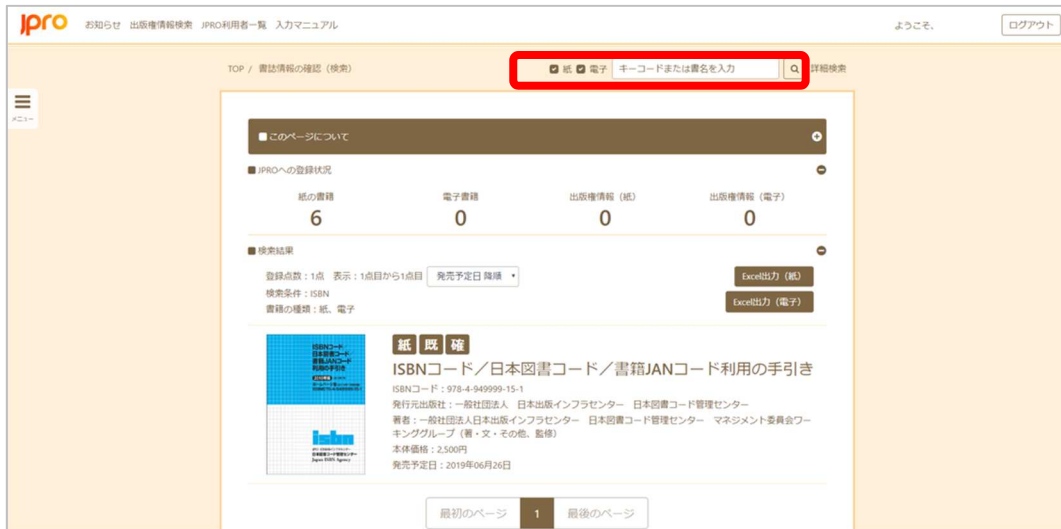 jpro お知らせ 出版権情報検索 JPRO利用者一覧 入力マニュアル ようこそ、 ログアウト
TOP / 書誌情報の確認（検索） 紙 電子 キーコードまたは書名を入力 詳細検索
メニュー
■このページについて
■JPROへの登録状況
紙の書籍 電子書籍 出版権情報（紙） 出版権情報（電子）
6 0 0 0
■検索結果
登録点数：1点 表示：1点目から1点目 発売予定日 降順 Excel出力（紙）
検索条件：ISBN
書籍の種類：紙、電子 Excel出力（電子）
ISBNコード／
日本図書コード／
書籍JANコード
利用の手引き
isbn
日本図書コード管理センター
Japan ISBN Agency
紙 既 確
ISBNコード／日本図書コード／書籍JANコード利用の手引き
ISBNコード：978-4-949999-15-1
発行元出版社：一般社団法人 日本出版インフラセンター 日本図書コード管理センター
著者：一般社団法人日本出版インフラセンター 日本図書コード管理センター マネジメント委員会ワー
キンググループ（著・文・その他、監修）
本体価格：2,500円
発売予定日：2019年06月26日
最初のページ 1 最後のページ